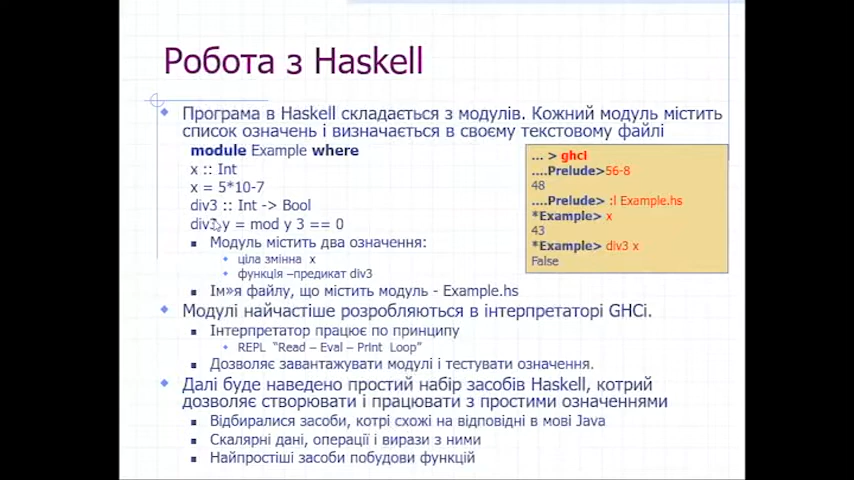 Робота з Haskell
Програма в Haskell складається з модулів. Кожний модуль містить
список означень і визначається в своєму текстовому файлі
module Example where
x :: Int
x = 5*10-7
div3 :: Int -> Bool
div3 y = mod y 3 == 0
Модуль містить два означення:
ціла змінна x
функція –предикат div3
Ім»я файлу, що містить модуль - Example.hs
... > ghci
....Prelude>56-8
48
....Prelude> :l Example.hs
*Example> x
43
*Example> div3 x
False
Модулі найчастіше розробляються в інтерпретаторі GHCi.
Інтерпретатор працює по принципу
REPL "Read – Eval – Print Loop"
Дозволяє завантажувати модулі і тестувати означення.
Далі буде наведено простий набір засобів Haskell, котрий
дозволяє створювати і працювати з простими означеннями
Відбиралися засоби, котрі схожі на відповідні в мові Java
Скалярні дані, операції і вирази з ними
Найпростіші засоби побудови функцій